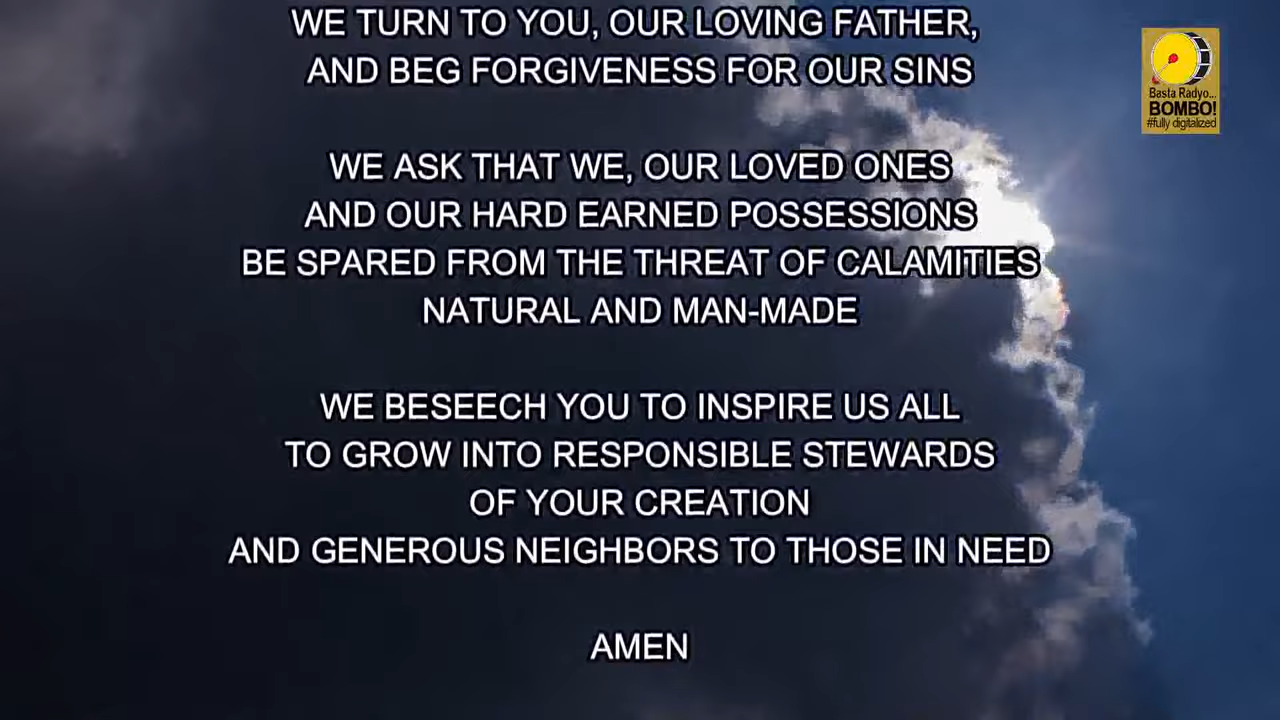 WE TURN TO YOU, OUR LOVING FATHER,
AND BEG FORGIVENESS FOR OUR SINS
WE ASK THAT WE, OUR LOVED ONES
AND OUR HARD EARNED POSSESSIONS
BE SPARED FROM THE THREAT OF CALAMITIES
NATURAL AND MAN-MADE
WE BESEECH YOU TO INSPIRE US ALL
TO GROW INTO RESPONSIBLE STEWARDS
OF YOUR CREATION
AND GENEROUS NEIGHBORS TO THOSE IN NEED
AMEN
Basta Radyo...
BOMBO!
#fully digitalized